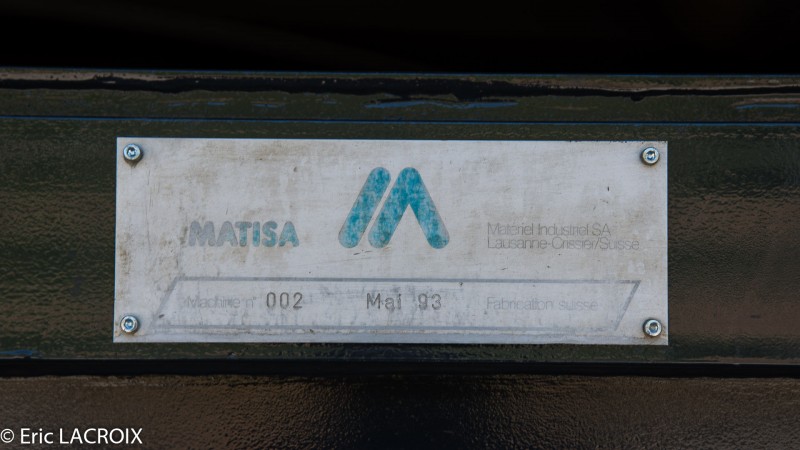 MATISA
Matériel Industriel SA
Lausanne-Crissier/Suisse
Machine n° 002 Mai 93 Fabrication suisse
© Eric LACROIX